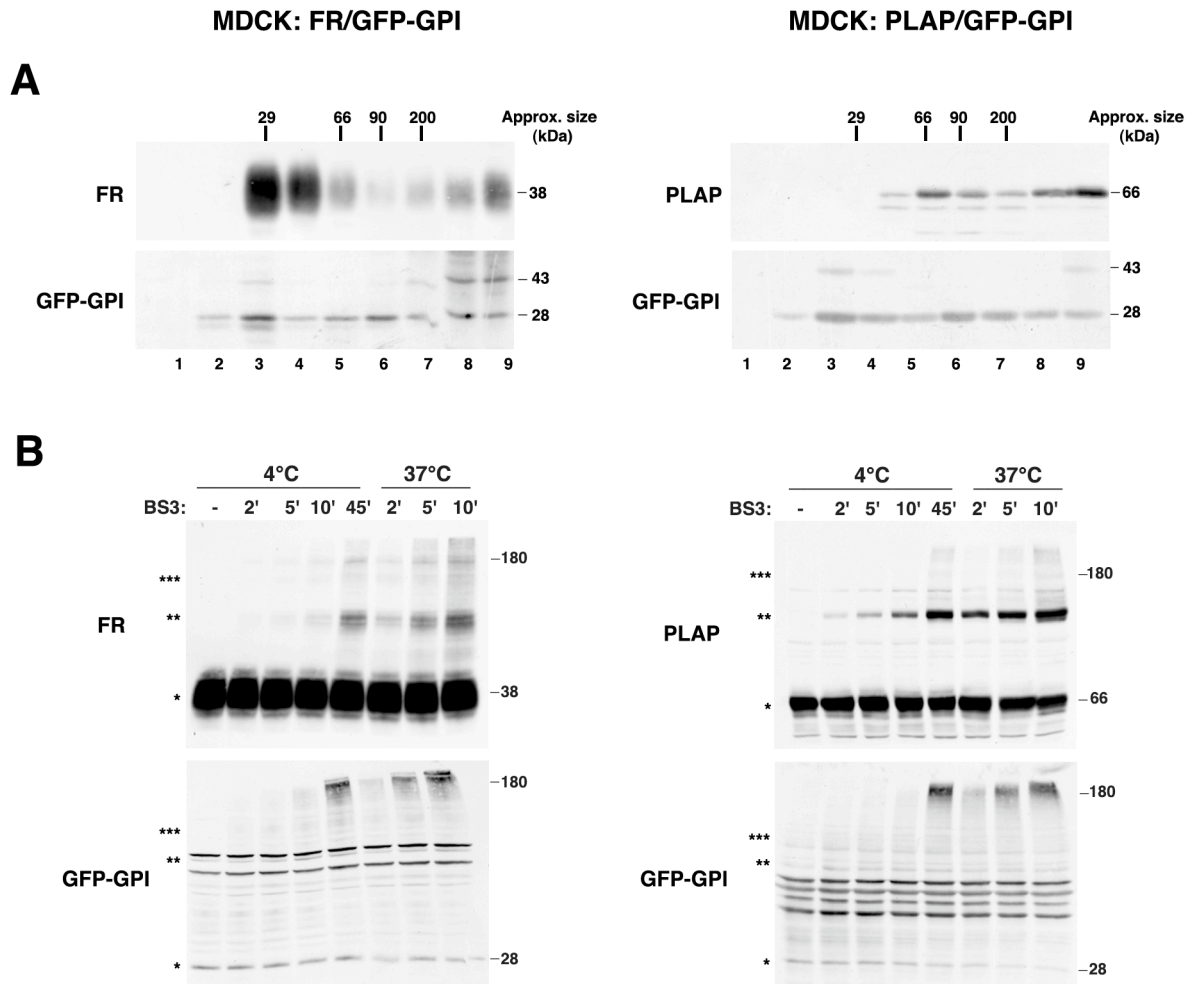 MDCK: FR/GFP-GPI
MDCK: PLAP/GFP-GPI
A
29 66 90 200 Approx. size
(kDa)
FR
–38
GFP-GPI
–43
–28
1 2 3 4 5 6 7 8 9
29 66 90 200 Approx. size
(kDa)
PLAP
–66
GFP-GPI
–43
–28
1 2 3 4 5 6 7 8 9
B
4°C 37°C
BS3: - 2' 5' 10' 45' 2' 5' 10'
–180
***
**
FR
–38
*
–180
***
**
GFP-GPI
–28
*
4°C 37°C
BS3: - 2' 5' 10' 45' 2' 5' 10'
***
–180
**
PLAP
–66
*
–180
***
**
GFP-GPI
*
–28